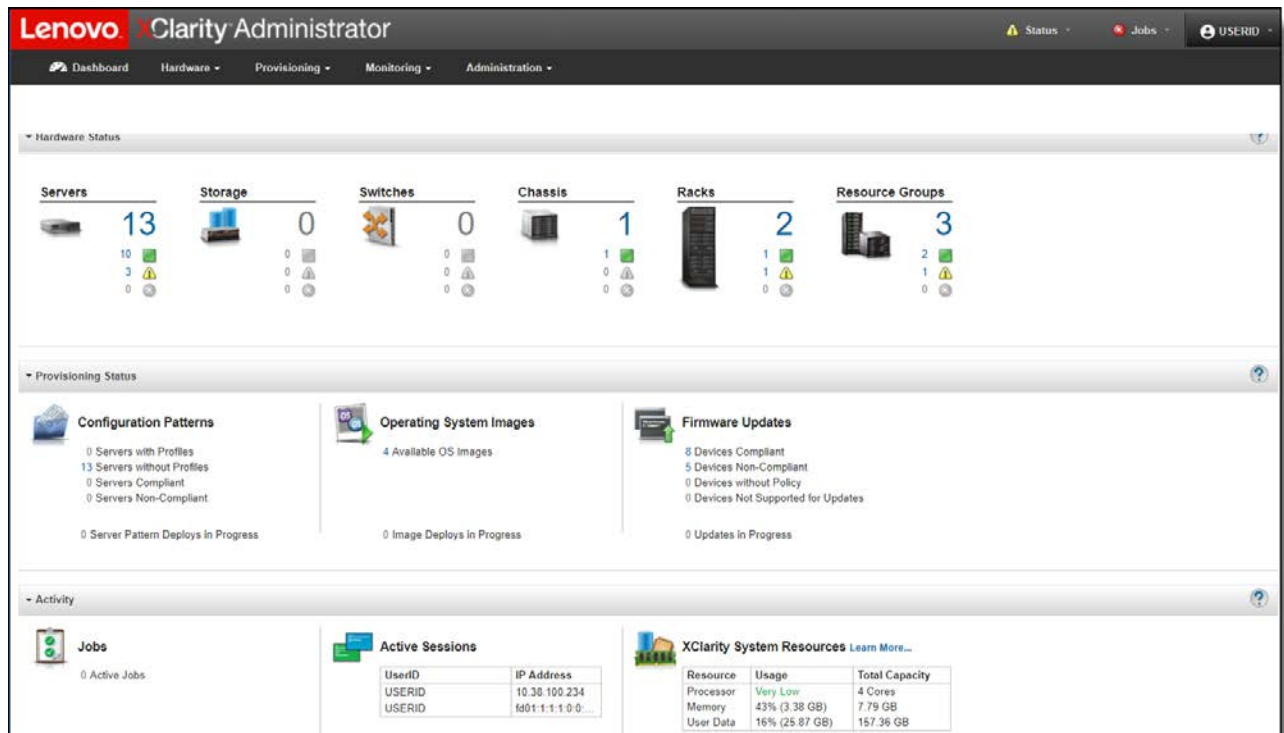 Lenovo. XClarity Administrator
Status
Jobs
USERID
Dashboard Hardware Provisioning Monitoring Administration
Hardware Status
Servers Storage Switches Chassis Racks Resource Groups
13 0 0 1 2 3
10 0 0 1 1 2
3 0 0 0 1 1
0 0 0 0 0 0
Provisioning Status
Configuration Patterns
0 Servers with Profiles
13 Servers without Profiles
0 Servers Compliant
0 Servers Non-Compliant
0 Server Pattern Deploys in Progress
Operating System Images
4 Available OS Images
0 Image Deploys in Progress
Firmware Updates
8 Devices Compliant
5 Devices Non-Compliant
0 Devices without Policy
0 Devices Not Supported for Updates
0 Updates in Progress
Activity
Jobs
0 Active Jobs
Active Sessions
UserID IP Address
USERID 10.38.100.234
USERID fd01:1:1:1:0:0:...
XClarity System Resources Learn More...
Resource Usage Total Capacity
Processor Very Low 4 Cores
Memory 43% (3.38 GB) 7.79 GB
User Data 16% (25.87 GB) 157.36 GB